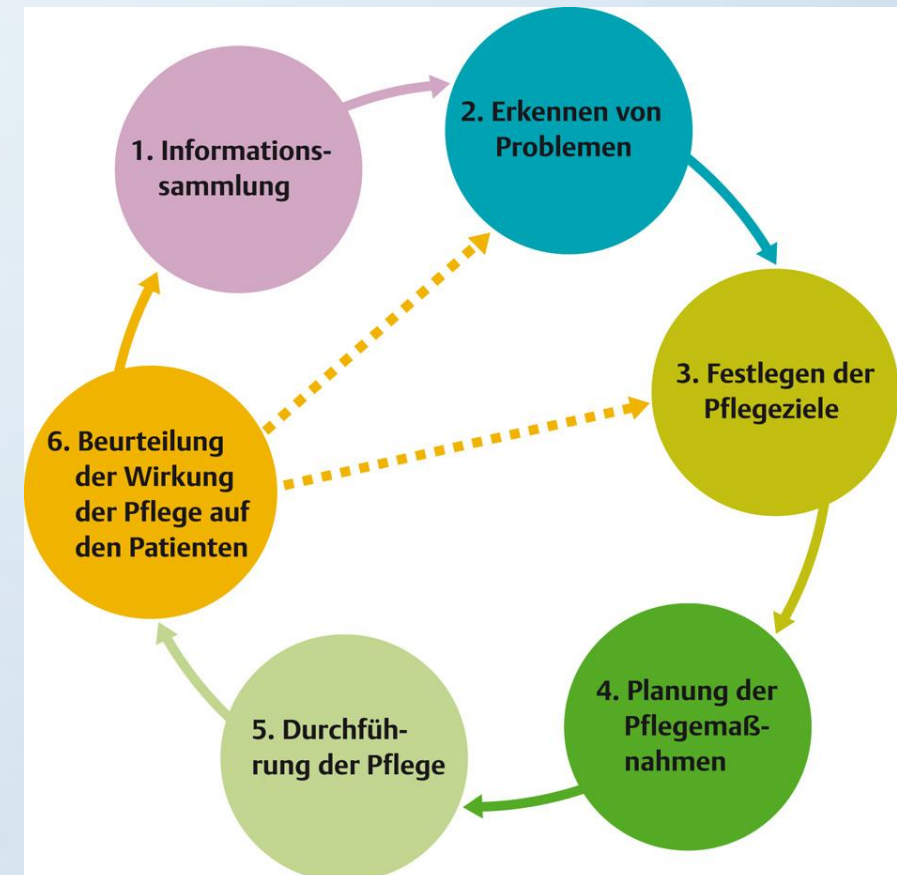 1. Informations-
sammlung
2. Erkennen von
Problemen
3. Festlegen der
Pflegeziele
4. Planung der
Pflegemaß-
nahmen
5. Durchfüh-
rung der Pflege
6. Beurteilung
der Wirkung
der Pflege auf
den Patienten